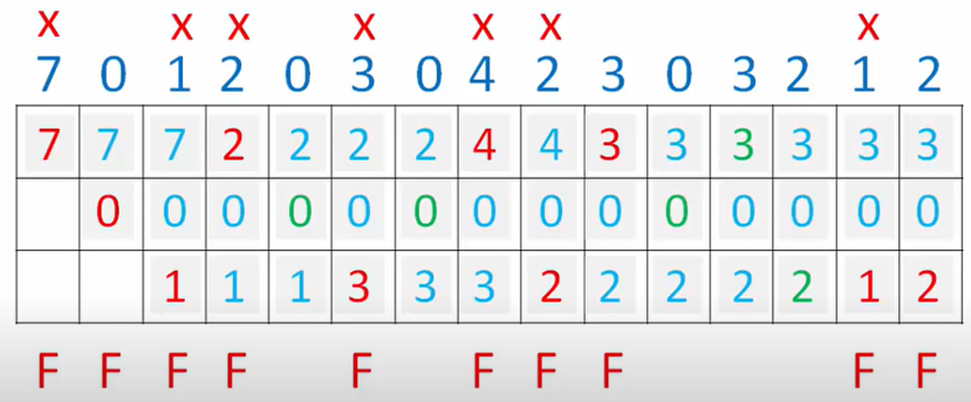 X X X X X X X
7 0 1 2 0 3 0 4 2 3 0 3 2 1 2
7 7 7 2 2 2 2 4 4 3 3 3 3 3 3
0 0 0 0 0 0 0 0 0 0 0 0 0 0
1 1 1 3 3 3 2 2 2 2 2 1 2
F F F F F F F F F F